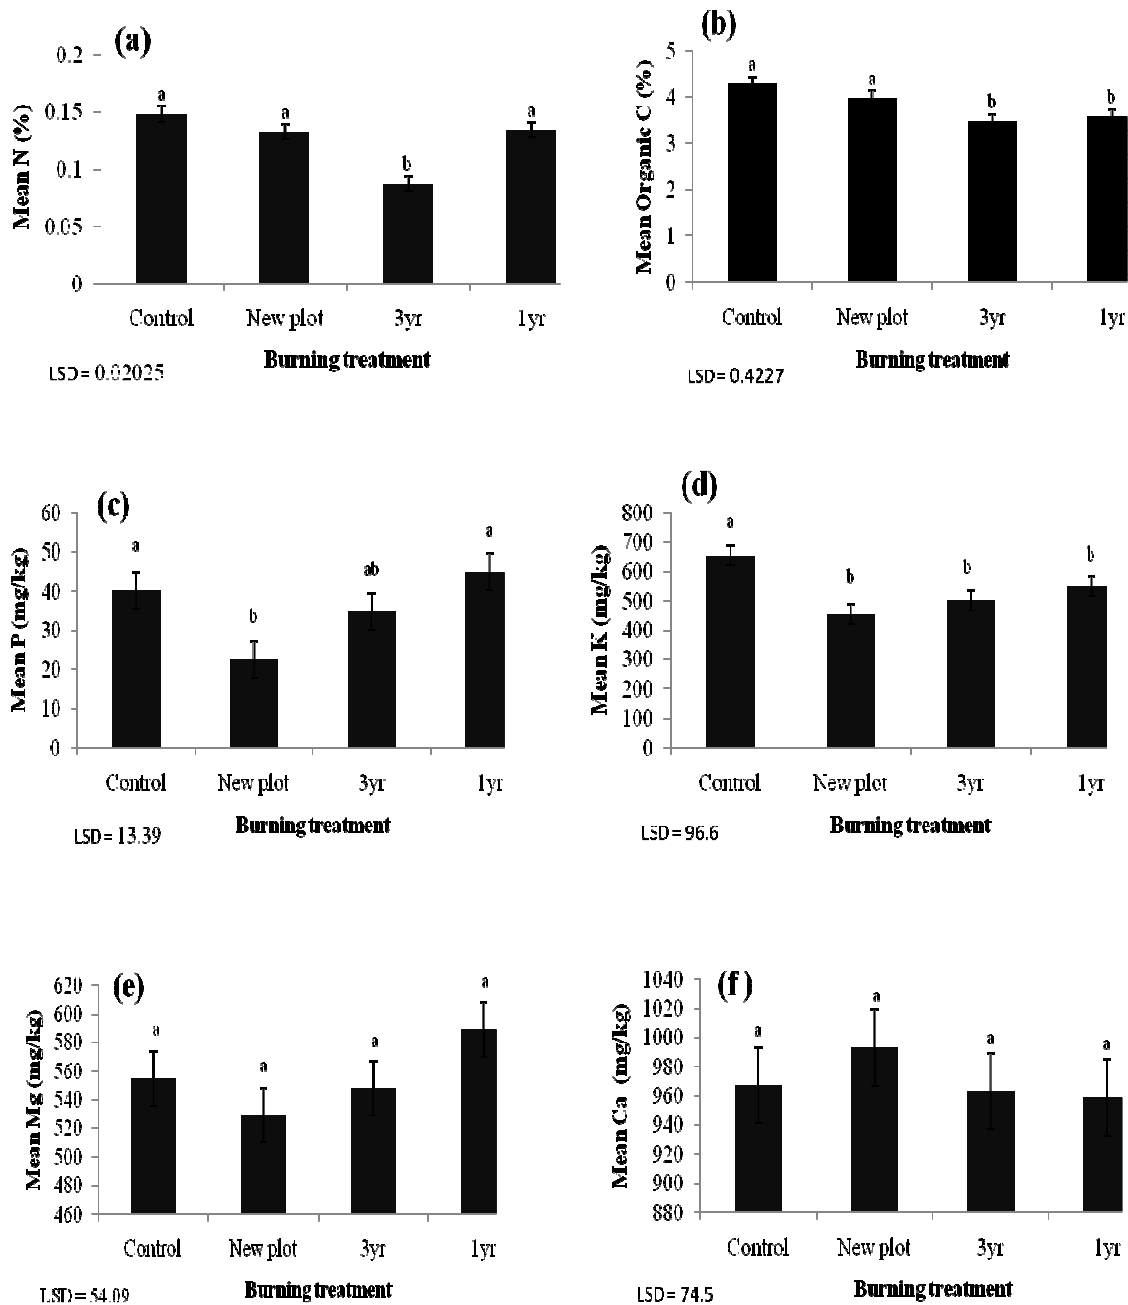 (a)
Mean N (%)
0.2
0.15
0.1
0.05
0
a
a
b
a
Control New plot 3yr 1yr
Burning treatment
LSD = 0.02025
(b)
Mean Organic C (%)
5
4
3
2
1
0
a
a
b
b
Control New plot 3yr 1yr
Burning treatment
LSD = 0.4227
(c)
Mean P (mg/kg)
60
50
40
30
20
10
0
a
b
ab
a
Control New plot 3yr 1yr
Burning treatment
LSD = 13.39
(d)
Mean K (mg/kg)
800
700
600
500
400
300
200
100
0
a
b
b
b
Control New plot 3yr 1yr
Burning treatment
LSD = 96.6
(e)
Mean Mg (mg/kg)
620
600
580
560
540
520
500
480
460
a
a
a
a
Control New plot 3yr 1yr
Burning treatment
LSD = 54.09
(f)
Mean Ca (mg/kg)
1040
1020
1000
980
960
940
920
900
880
a
a
a
a
Control New plot 3yr 1yr
Burning treatment
LSD = 74.5